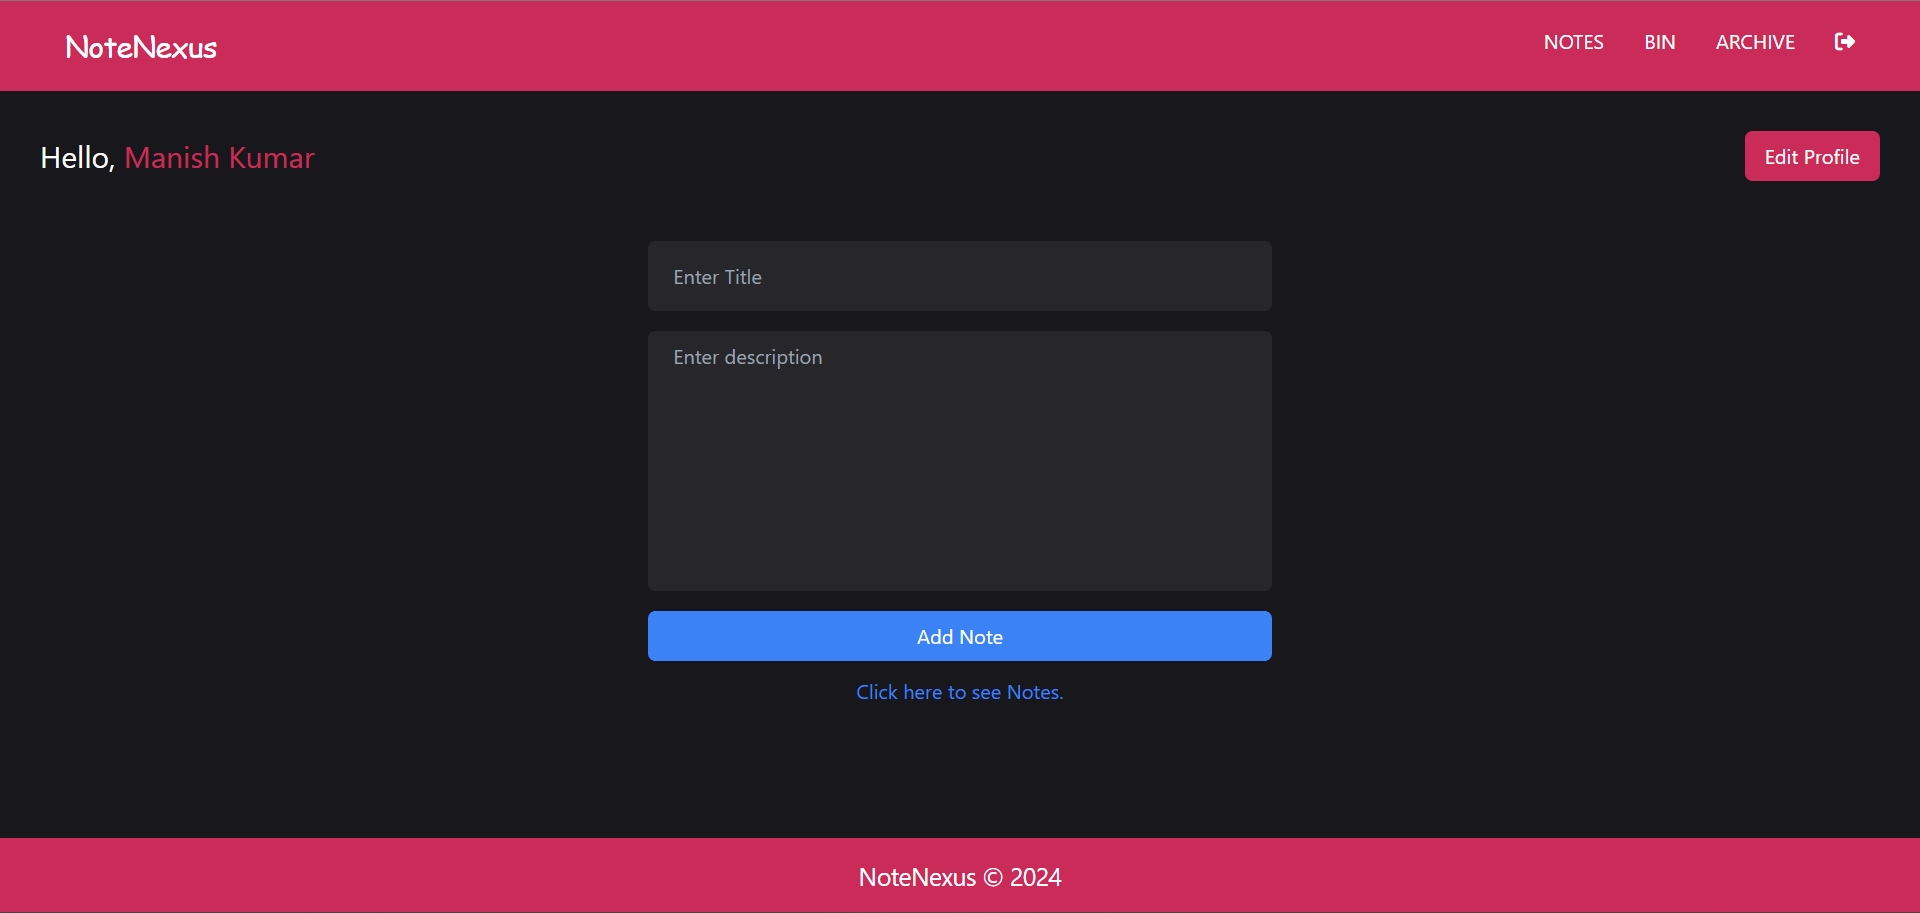 NoteNexus
NOTES BIN ARCHIVE
Hello, Manish Kumar
Edit Profile
Enter Title
Enter description
Add Note
Click here to see Notes.
NoteNexus © 2024